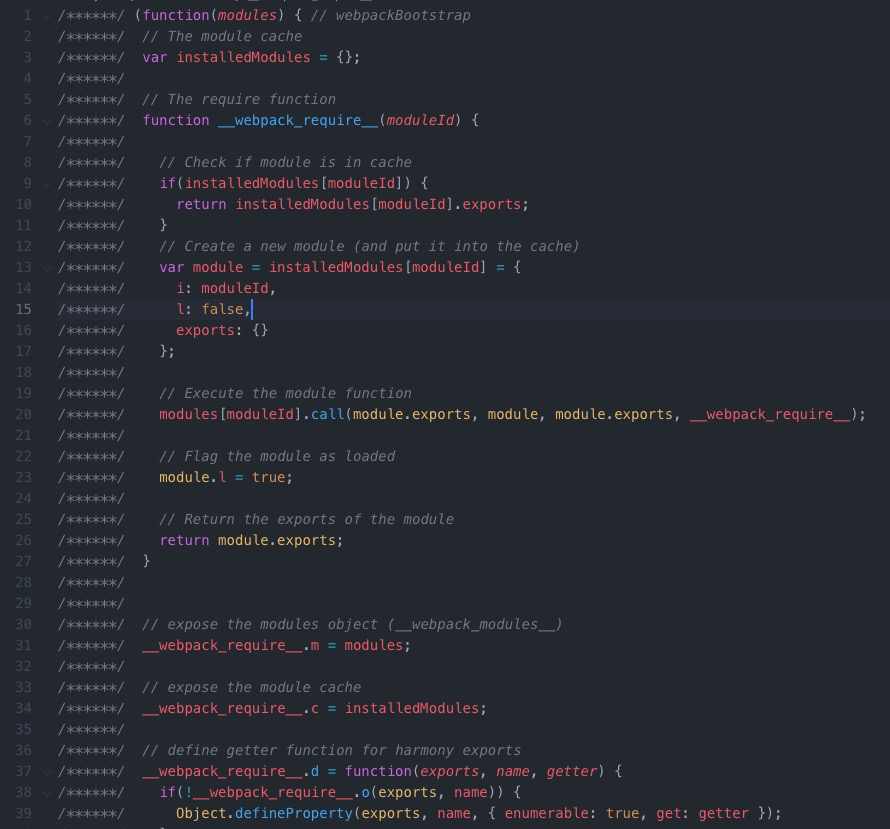 1 /******/ (function(modules) { // webpackBootstrap
2 /******/ 	// The module cache
3 /******/ 	var installedModules = {};
4 /******/
5 /******/ 	// The require function
6 /******/ 	function __webpack_require__(moduleId) {
7 /******/
8 /******/ 		// Check if module is in cache
9 /******/ 		if(installedModules[moduleId]) {
10 /******/ 			return installedModules[moduleId].exports;
11 /******/ 		}
12 /******/ 		// Create a new module (and put it into the cache)
13 /******/ 		var module = installedModules[moduleId] = {
14 /******/ 			i: moduleId,
15 /******/ 			l: false,
16 /******/ 			exports: {}
17 /******/ 		};
18 /******/
19 /******/ 		// Execute the module function
20 /******/ 		modules[moduleId].call(module.exports, module, module.exports, __webpack_require__);
21 /******/
22 /******/ 		// Flag the module as loaded
23 /******/ 		module.l = true;
24 /******/
25 /******/ 		// Return the exports of the module
26 /******/ 		return module.exports;
27 /******/ 	}
28 /******/
29 /******/
30 /******/ 	// expose the modules object (__webpack_modules__)
31 /******/ 	__webpack_require__.m = modules;
32 /******/
33 /******/ 	// expose the module cache
34 /******/ 	__webpack_require__.c = installedModules;
35 /******/
36 /******/ 	// define getter function for harmony exports
37 /******/ 	__webpack_require__.d = function(exports, name, getter) {
38 /******/ 		if(!__webpack_require__.o(exports, name)) {
39 /******/ 			Object.defineProperty(exports, name, { enumerable: true, get: getter });